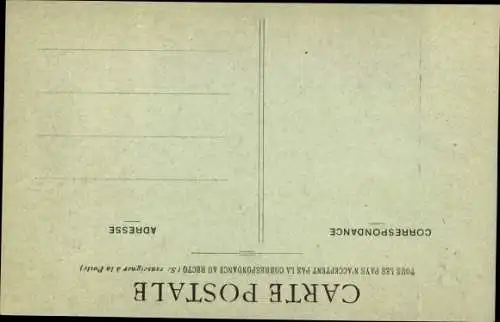 CARTE POSTALE
TOUS LES PAYS N'ACCEPTENT PAS LA CORRESPONDANCE AU RECTO (Se renseigner à la Poste)
CORRESPONDANCE
ADRESSE